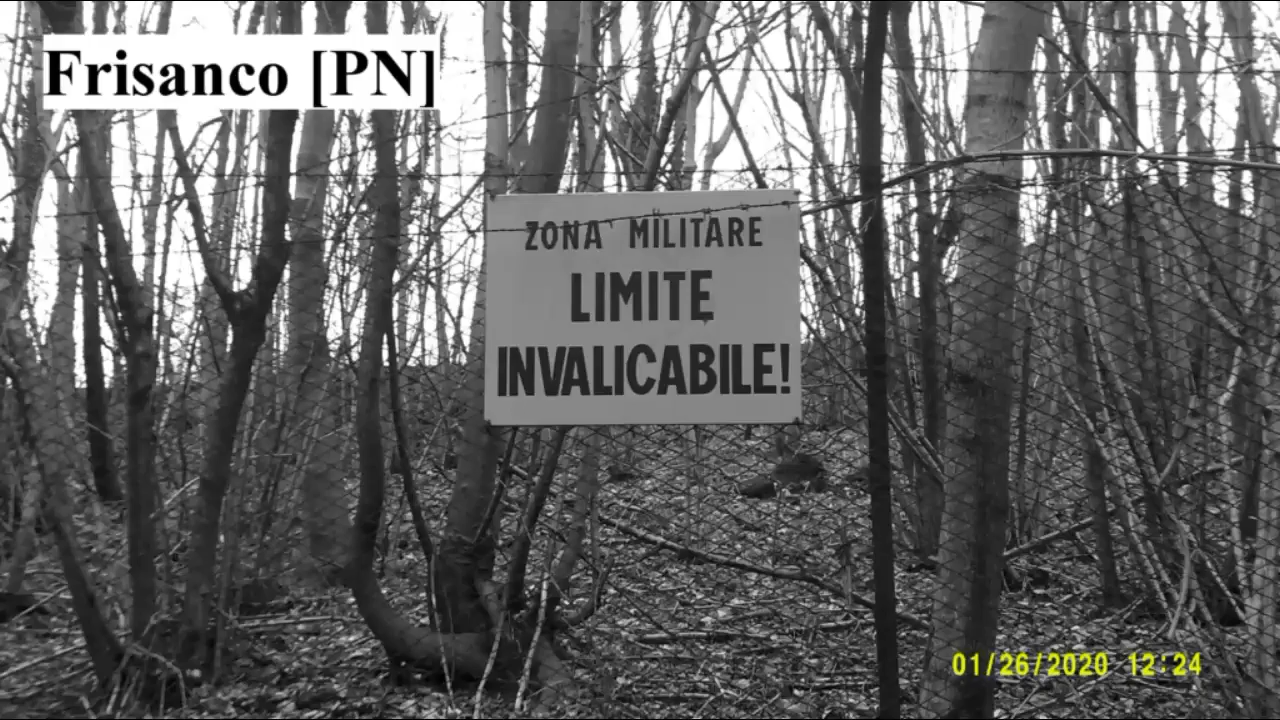 Frisanco [PN]
ZONA MILITARE
LIMITE
INVALICABILE!
01/26/2020 12:24